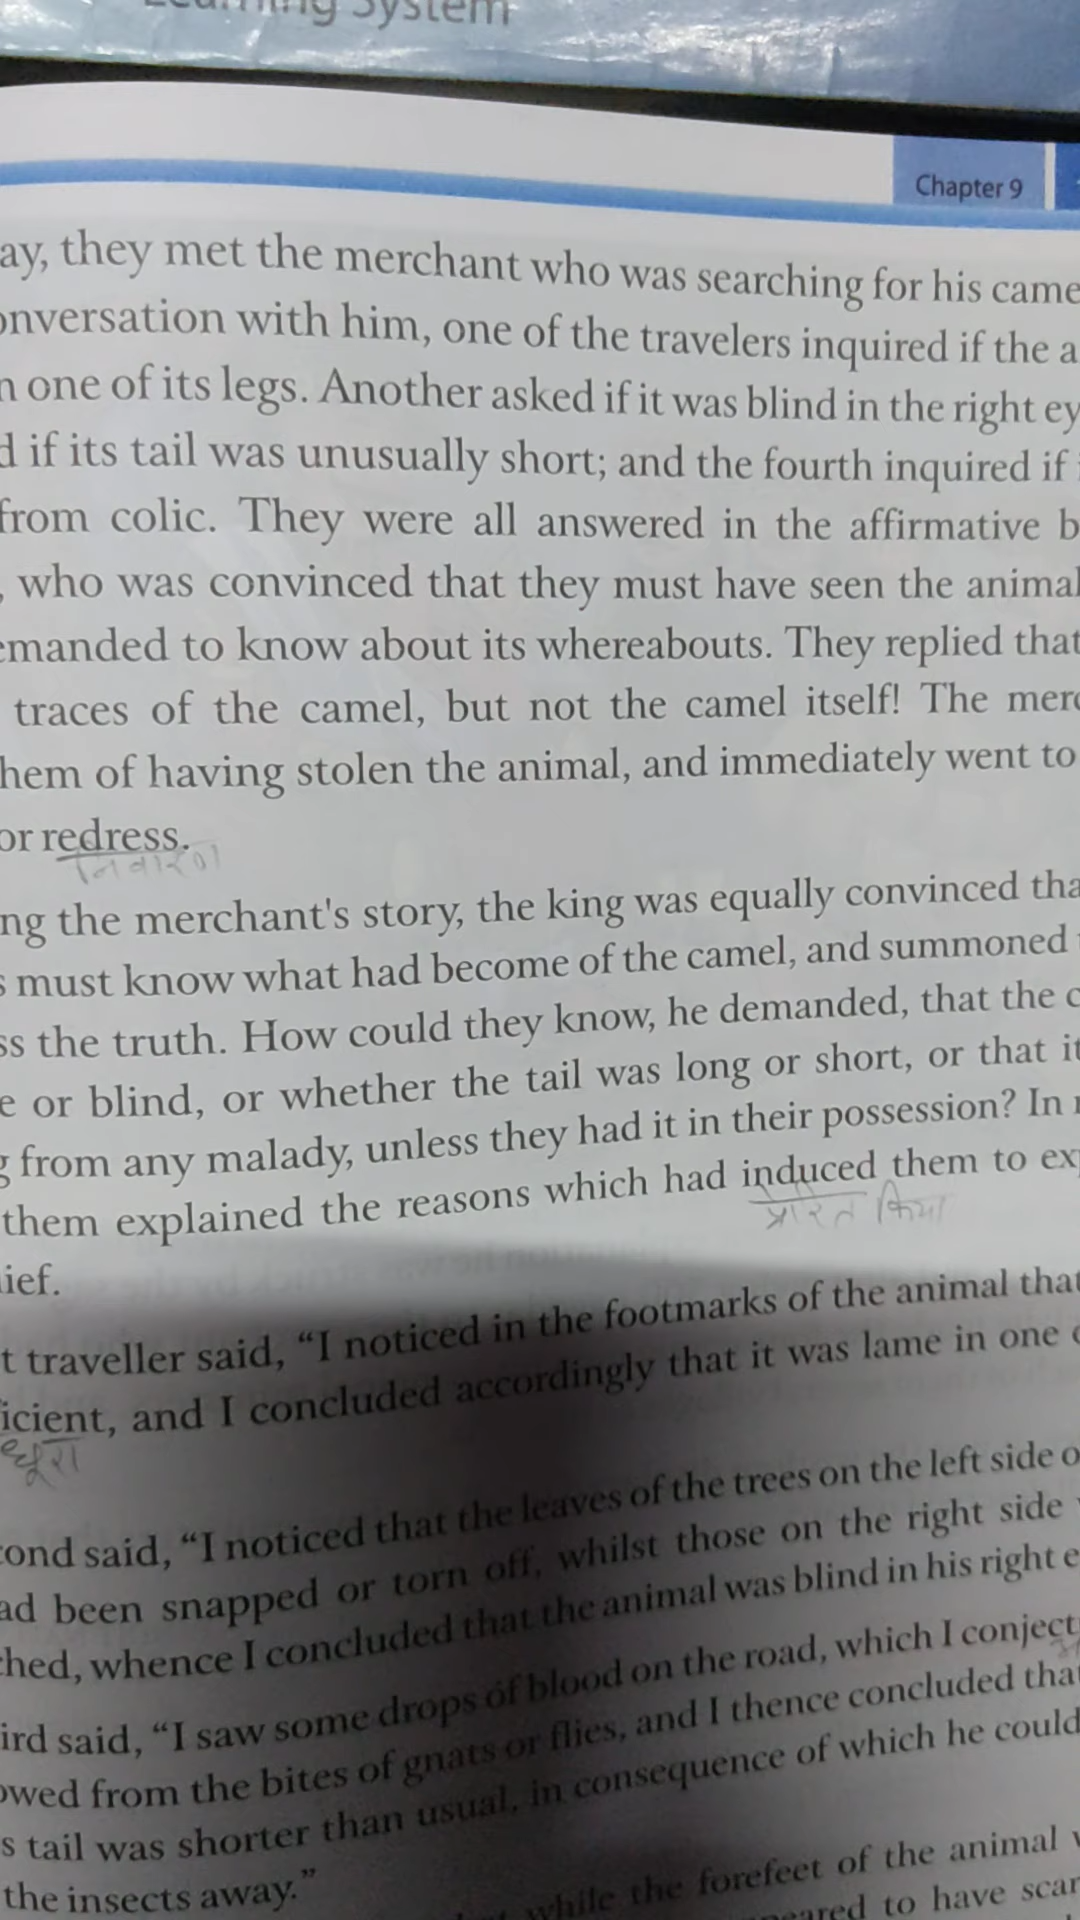 Learning System
Chapter 9
ay, they met the merchant who was searching for his came
onversation with him, one of the travelers inquired if the a
n one of its legs. Another asked if it was blind in the right ey
d if its tail was unusually short; and the fourth inquired if
from colic. They were all answered in the affirmative b
, who was convinced that they must have seen the animal
emanded to know about its whereabouts. They replied that
traces of the camel, but not the camel itself! The merc
hem of having stolen the animal, and immediately went to
or redress.
निवारण
ng the merchant's story, the king was equally convinced tha
s must know what had become of the camel, and summoned
ss the truth. How could they know, he demanded, that the c
e or blind, or whether the tail was long or short, or that it
g from any malady, unless they had it in their possession? In r
them explained the reasons which had induced them to exp
प्रेरित किया
ief.
t traveller said, “I noticed in the footmarks of the animal that
icient, and I concluded accordingly that it was lame in one o
cond said, “I noticed that the leaves of the trees on the left side o
ad been snapped or torn off, whilst those on the right side
ched, whence I concluded that the animal was blind in his right e
ird said, “I saw some drops of blood on the road, which I conject
owed from the bites of gnats or flies, and I thence concluded that
s tail was shorter than usual, in consequence of which he could
the insects away.”
while the forefeet of the animal
eared to have scar